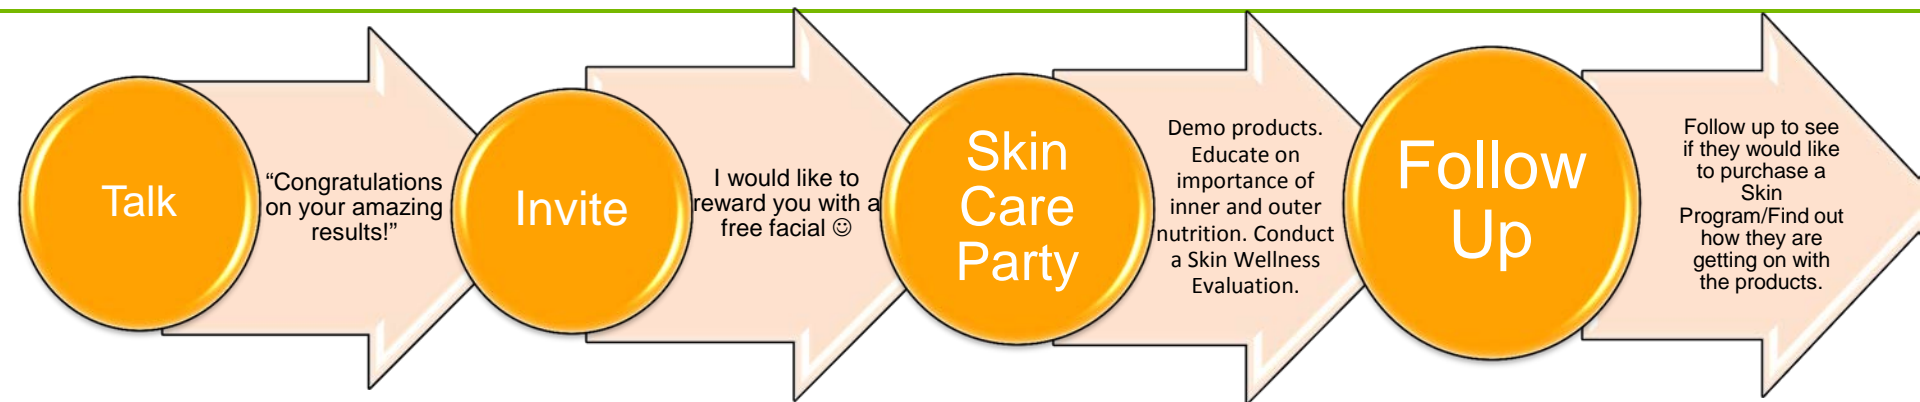 Talk
“Congratulations
on your amazing
results!”
Invite
I would like to
reward you with a
free facial ☺
Skin
Care
Party
Demo products.
Educate on
importance of
inner and outer
nutrition. Conduct
a Skin Wellness
Evaluation.
Follow
Up
Follow up to see
if they would like
to purchase a
Skin
Program/Find out
how they are
getting on with
the products.